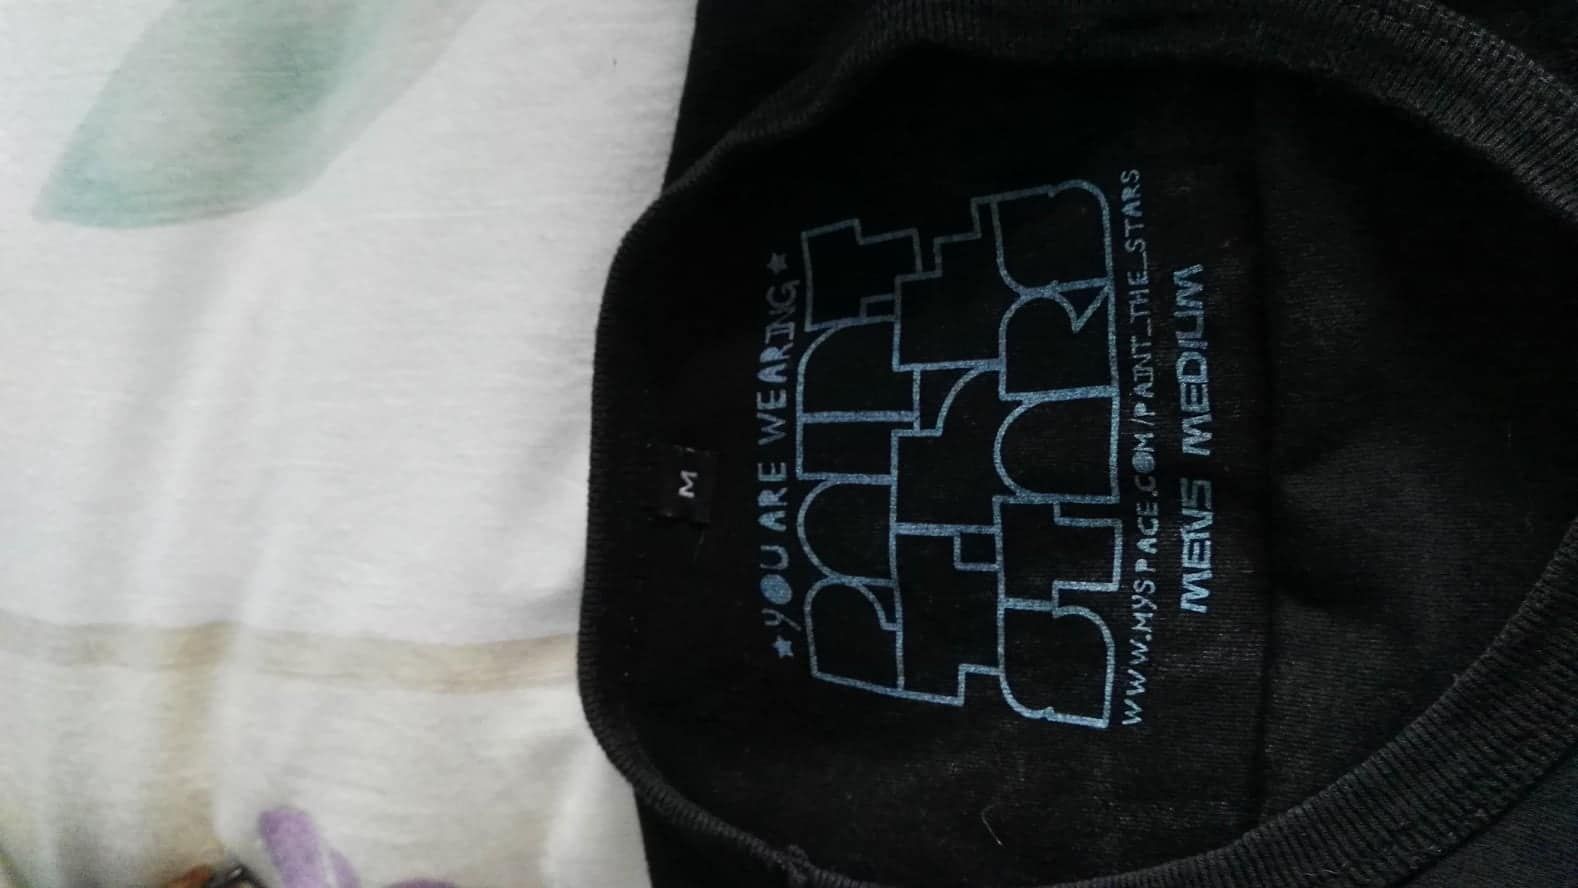 M
★ YOU ARE WEARING ★
PAINT
THE
STARS
WWW.MYSPACE.COM/PAINT_THE_STARS
MENS MEDIUM